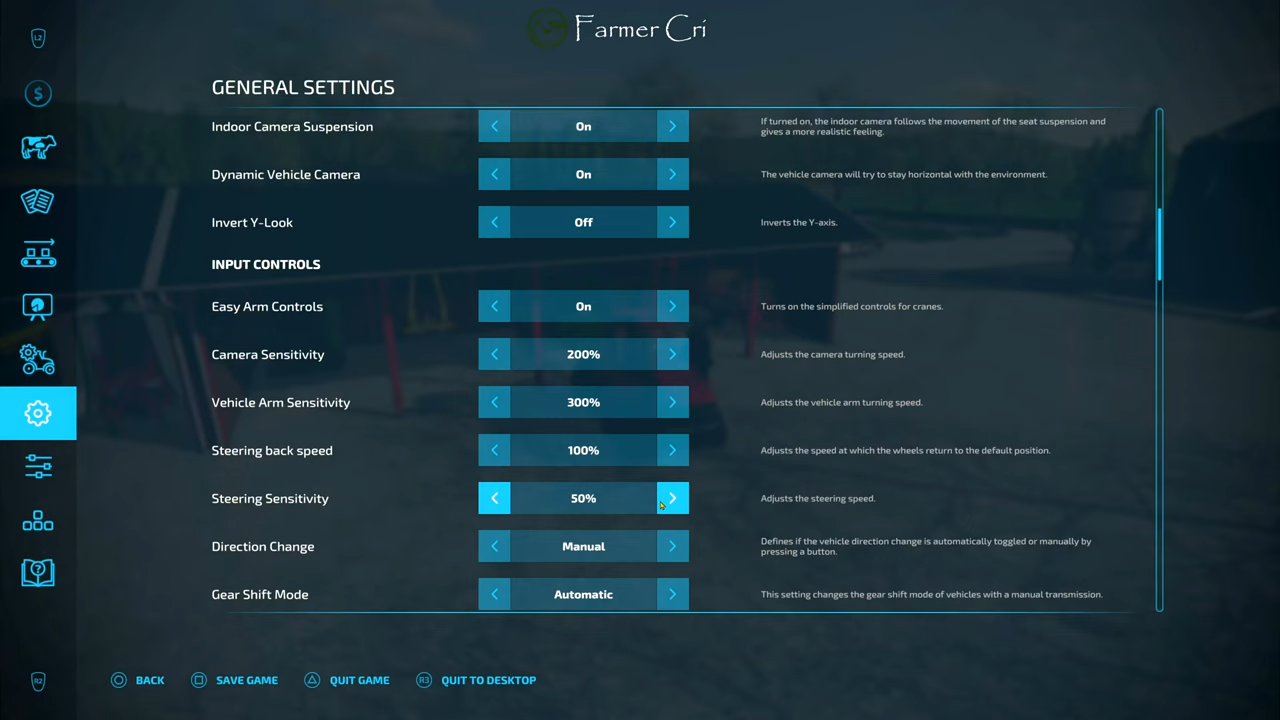 L2
Farmer Cri
$
GENERAL SETTINGS
Indoor Camera Suspension
On
If turned on, the indoor camera follows the movement of the seat suspension and
gives a more realistic feeling.
Dynamic Vehicle Camera
On
The vehicle camera will try to stay horizontal with the environment.
Invert Y-Look
Off
Inverts the Y-axis.
INPUT CONTROLS
Easy Arm Controls
On
Turns on the simplified controls for cranes.
Camera Sensitivity
200%
Adjusts the camera turning speed.
Vehicle Arm Sensitivity
300%
Adjusts the vehicle arm turning speed.
Steering back speed
100%
Adjusts the speed at which the wheels return to the default position.
Steering Sensitivity
50%
Adjusts the steering speed.
Direction Change
Manual
Defines if the vehicle direction change is automatically toggled or manually by
pressing a button.
Gear Shift Mode
Automatic
This setting changes the gear shift mode of vehicles with a manual transmission.
?
R2
BACK
SAVE GAME
QUIT GAME
R3 QUIT TO DESKTOP